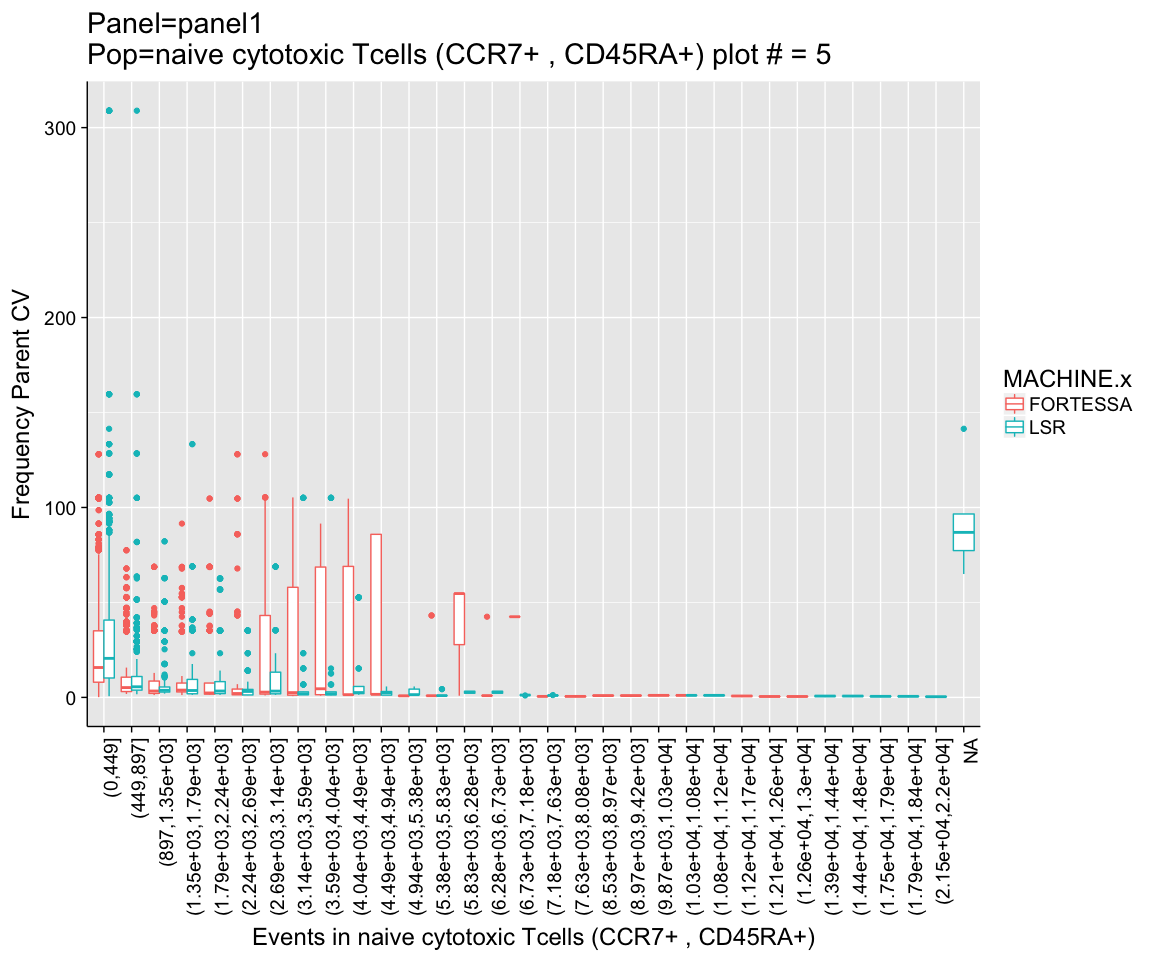 Panel=panel1
Pop=naive cytotoxic Tcells (CCR7+ , CD45RA+) plot # = 5
Frequency Parent CV
300
200
100
0
(0,449]
(449,897]
(897,1.35e+03]
(1.35e+03,1.79e+03]
(1.79e+03,2.24e+03]
(2.24e+03,2.69e+03]
(2.69e+03,3.14e+03]
(3.14e+03,3.59e+03]
(3.59e+03,4.04e+03]
(4.04e+03,4.49e+03]
(4.49e+03,4.94e+03]
(4.94e+03,5.38e+03]
(5.38e+03,5.83e+03]
(5.83e+03,6.28e+03]
(6.28e+03,6.73e+03]
(6.73e+03,7.18e+03]
(7.18e+03,7.63e+03]
(7.63e+03,8.08e+03]
(8.53e+03,8.97e+03]
(8.97e+03,9.42e+03]
(9.87e+03,1.03e+04]
(1.03e+04,1.08e+04]
(1.08e+04,1.12e+04]
(1.12e+04,1.17e+04]
(1.21e+04,1.26e+04]
(1.26e+04,1.3e+04]
(1.39e+04,1.44e+04]
(1.44e+04,1.48e+04]
(1.75e+04,1.79e+04]
(1.79e+04,1.84e+04]
(2.15e+04,2.2e+04]
NA
Events in naive cytotoxic Tcells (CCR7+ , CD45RA+)
MACHINE.x
FORTESSA
LSR